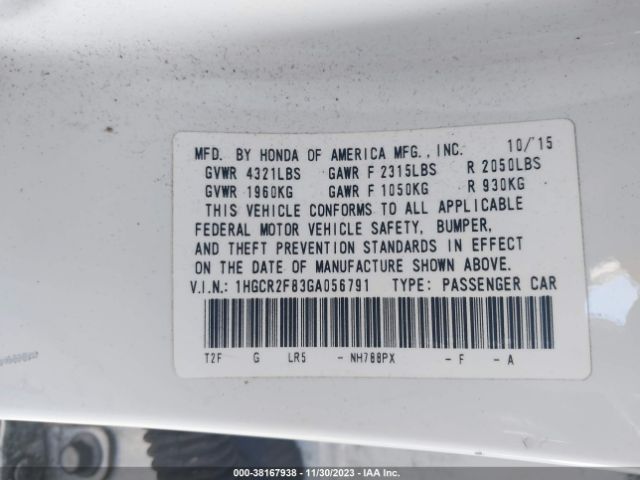 MFD. BY HONDA OF AMERICA MFG., INC. 10/15
GVWR 4321LBS GAWR F 2315LBS R 2050LBS
GVWR 1960KG GAWR F 1050KG R 930KG
THIS VEHICLE CONFORMS TO ALL APPLICABLE
FEDERAL MOTOR VEHICLE SAFETY, BUMPER,
AND THEFT PREVENTION STANDARDS IN EFFECT
ON THE DATE OF MANUFACTURE SHOWN ABOVE.
V.I.N.: 1HGCR2F83GA056791 TYPE: PASSENGER CAR
T2F G LR5 - NH788PX - F - A
000-38167938 - 11/30/2023 - IAA Inc.